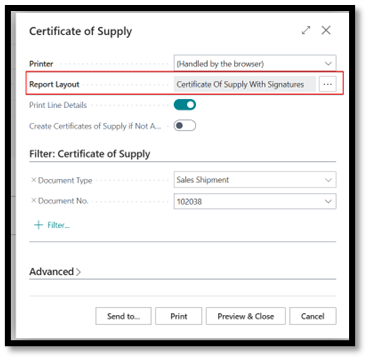 Certificate of Supply
Printer (Handled by the browser)
Report Layout Certificate Of Supply With Signatures ...
Print Line Details
Create Certificates of Supply if Not A...
Filter: Certificate of Supply
× Document Type Sales Shipment
× Document No. 102038
+ Filter...
Advanced >
Send to... Print Preview & Close Cancel